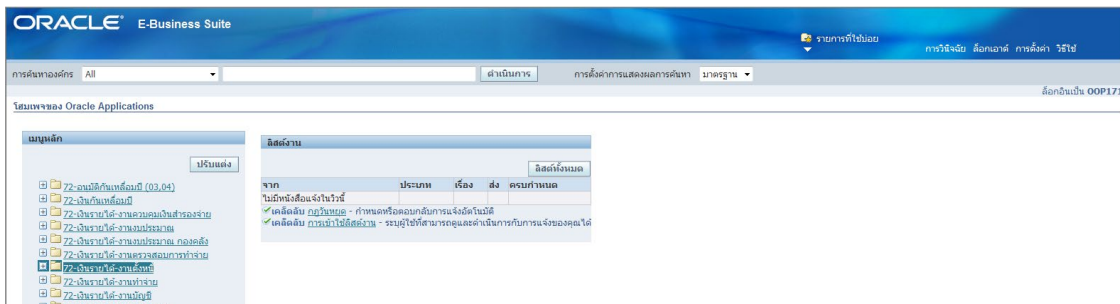 ORACLE® E-Business Suite
รายการที่ใช้บ่อย
การวินิจฉัย ล็อกเอาต์ การตั้งค่า วิธีใช้
การค้นหาองค์กร All ดำเนินการ การตั้งค่าการแสดงผลการค้นหา มาตรฐาน
ล็อกอินเป็น OOP171
โฮมเพจของ Oracle Applications
เมนูหลัก
ปรับแต่ง
72-อนุมัติกันเหลื่อมปี (03,04)
72-เงินกันเหลื่อมปี
72-เงินรายได้-งานควบคุมเงินสำรองจ่าย
72-เงินรายได้-งานงบประมาณ
72-เงินรายได้-งานงบประมาณ กองคลัง
72-เงินรายได้-งานตรวจสอบการทำจ่าย
72-เงินรายได้-งานตั้งหนี้
72-เงินรายได้-งานทำจ่าย
72-เงินรายได้-งานบัญชี
ลิสต์งาน
ลิสต์ทั้งหมด
จาก ประเภท เรื่อง ส่ง ครบกำหนด
ไม่มีหนังสือแจ้งในวิวนี้
เคล็ดลับ กฎวันหยุด - กำหนดหรือตอบกลับการแจ้งอัตโนมัติ
เคล็ดลับ การเข้าใช้ลิสต์งาน - ระบุผู้ใช้ที่สามารถดูและดำเนินการกับการแจ้งของคุณได้